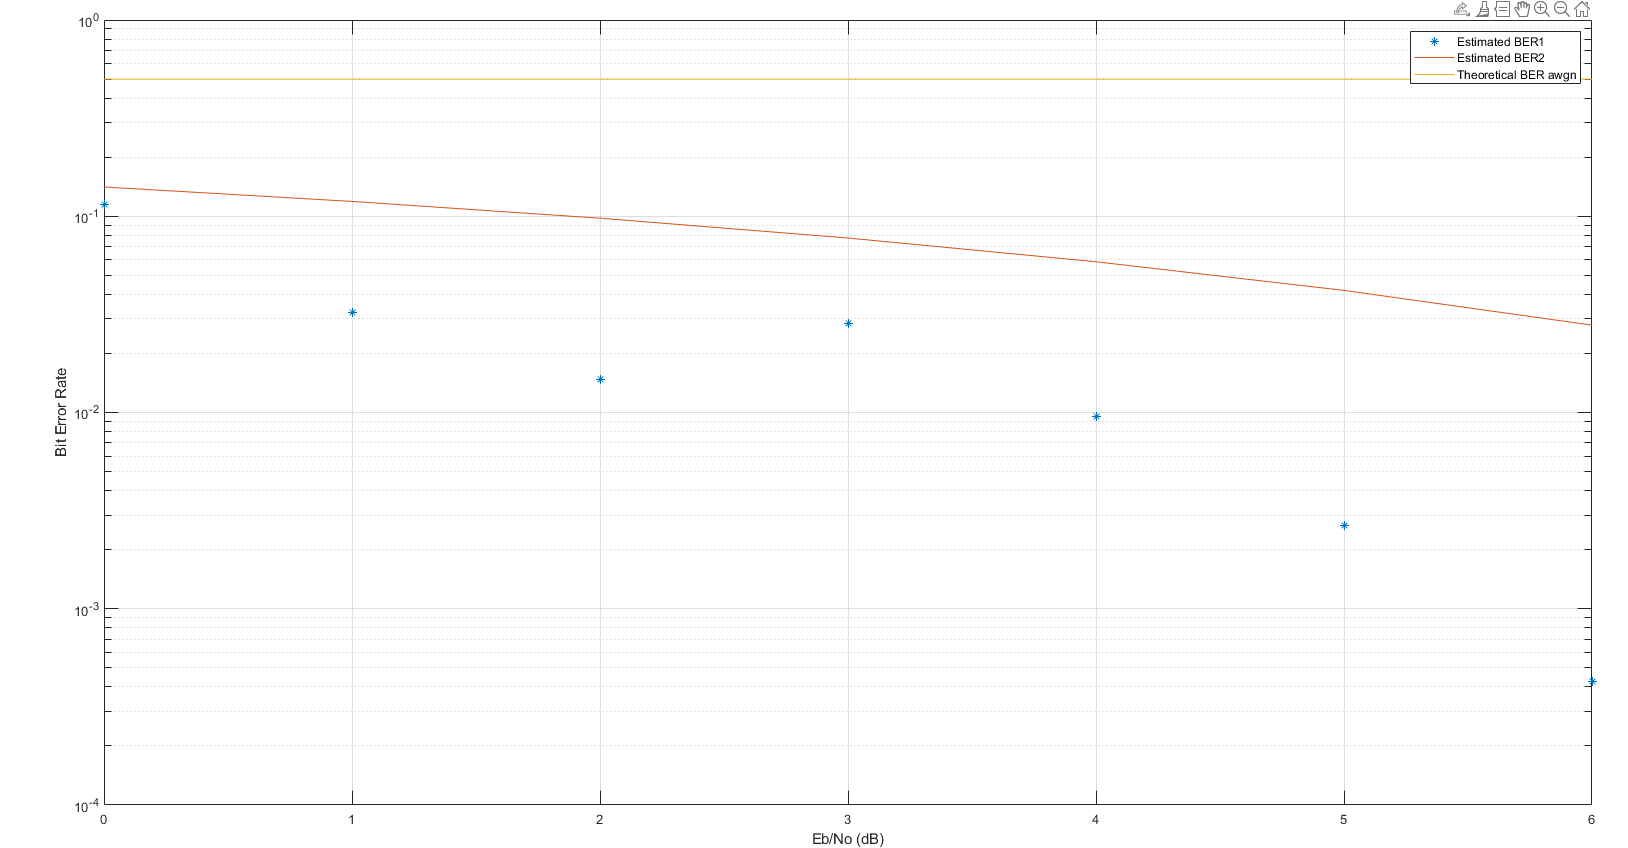 10^0
Estimated BER1
Estimated BER2
Theoretical BER awgn
10^-1
10^-2
10^-3
10^-4
Bit Error Rate
0 1 2 3 4 5 6
Eb/No (dB)